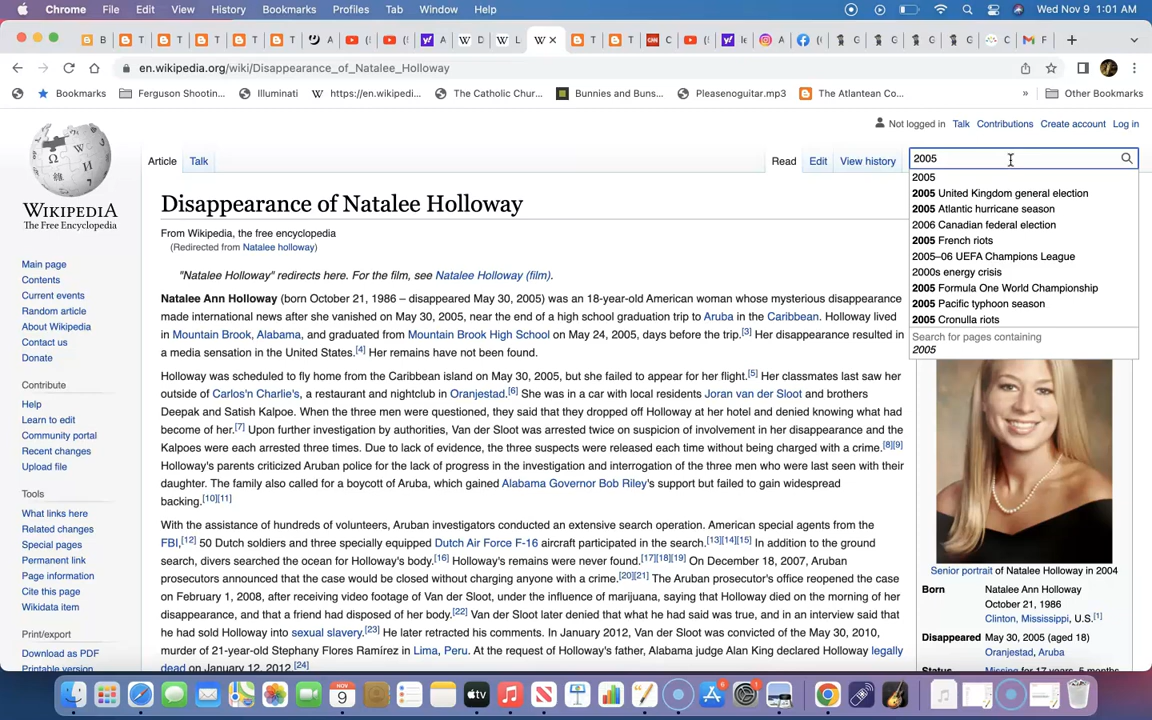 Chrome File Edit View History Bookmarks Profiles Tab Window Help Wed Nov 9 1:01 AM
en.wikipedia.org/wiki/Disappearance_of_Natalee_Holloway
Bookmarks Ferguson Shootin... Illuminati https://en.wikipedi... The Catholic Chur... Bunnies and Buns... Pleasenoguitar.mp3 The Atlantean Co... » Other Bookmarks
Not logged in Talk Contributions Create account Log in
Article Talk Read Edit View history 2005
2005
2005 United Kingdom general election
2005 Atlantic hurricane season
2006 Canadian federal election
2005 French riots
2005–06 UEFA Champions League
2000s energy crisis
2005 Formula One World Championship
2005 Pacific typhoon season
2005 Cronulla riots
Search for pages containing
2005
WIKIPEDIA
The Free Encyclopedia
Main page
Contents
Current events
Random article
About Wikipedia
Contact us
Donate
Contribute
Help
Learn to edit
Community portal
Recent changes
Upload file
Tools
What links here
Related changes
Special pages
Permanent link
Page information
Cite this page
Wikidata item
Print/export
Download as PDF
Printable version
Disappearance of Natalee Holloway
From Wikipedia, the free encyclopedia
(Redirected from Natalee holloway)
"Natalee Holloway" redirects here. For the film, see Natalee Holloway (film).
Natalee Ann Holloway (born October 21, 1986 – disappeared May 30, 2005) was an 18-year-old American woman whose mysterious disappearance
made international news after she vanished on May 30, 2005, near the end of a high school graduation trip to Aruba in the Caribbean. Holloway lived
in Mountain Brook, Alabama, and graduated from Mountain Brook High School on May 24, 2005, days before the trip.[3] Her disappearance resulted in
a media sensation in the United States.[4] Her remains have not been found.
Holloway was scheduled to fly home from the Caribbean island on May 30, 2005, but she failed to appear for her flight.[5] Her classmates last saw her
outside of Carlos'n Charlie's, a restaurant and nightclub in Oranjestad.[6] She was in a car with local residents Joran van der Sloot and brothers
Deepak and Satish Kalpoe. When the three men were questioned, they said that they dropped off Holloway at her hotel and denied knowing what had
become of her.[7] Upon further investigation by authorities, Van der Sloot was arrested twice on suspicion of involvement in her disappearance and the
Kalpoes were each arrested three times. Due to lack of evidence, the three suspects were released each time without being charged with a crime.[8][9]
Holloway's parents criticized Aruban police for the lack of progress in the investigation and interrogation of the three men who were last seen with their
daughter. The family also called for a boycott of Aruba, which gained Alabama Governor Bob Riley's support but failed to gain widespread
backing.[10][11]
With the assistance of hundreds of volunteers, Aruban investigators conducted an extensive search operation. American special agents from the
FBI,[12] 50 Dutch soldiers and three specially equipped Dutch Air Force F-16 aircraft participated in the search.[13][14][15] In addition to the ground
search, divers searched the ocean for Holloway's body.[16] Holloway's remains were never found.[17][18][19] On December 18, 2007, Aruban
prosecutors announced that the case would be closed without charging anyone with a crime.[20][21] The Aruban prosecutor's office reopened the case
on February 1, 2008, after receiving video footage of Van der Sloot, under the influence of marijuana, saying that Holloway died on the morning of her
disappearance, and that a friend had disposed of her body.[22] Van der Sloot later denied that what he had said was true, and in an interview said that
he had sold Holloway into sexual slavery.[23] He later retracted his comments. In January 2012, Van der Sloot was convicted of the May 30, 2010,
murder of 21-year-old Stephany Flores Ramírez in Lima, Peru. At the request of Holloway's father, Alabama judge Alan King declared Holloway legally
dead on January 12, 2012.[24]
Senior portrait of Natalee Holloway in 2004
Born Natalee Ann Holloway
October 21, 1986
Clinton, Mississippi, U.S.[1]
Disappeared May 30, 2005 (aged 18)
Oranjestad, Aruba
Status Missing for 17 years, 5 months